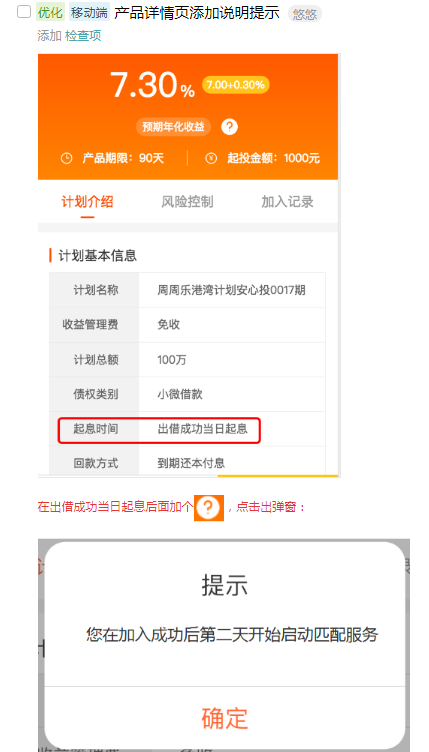 优化 移动端 产品详情页添加说明提示 悠悠
添加 检查项
7.30% 7.00+0.30%
预期年化收益 ?
产品期限：90天 起投金额：1000元
计划介绍 风险控制 加入记录
计划基本信息
计划名称 周周乐港湾计划安心投0017期
收益管理费 免收
计划总额 100万
债权类别 小微借款
起息时间 出借成功当日起息
回款方式 到期还本付息
在出借成功当日起息后面加个 ? ，点击出弹窗：
提示
您在加入成功后第二天开始启动匹配服务
确定